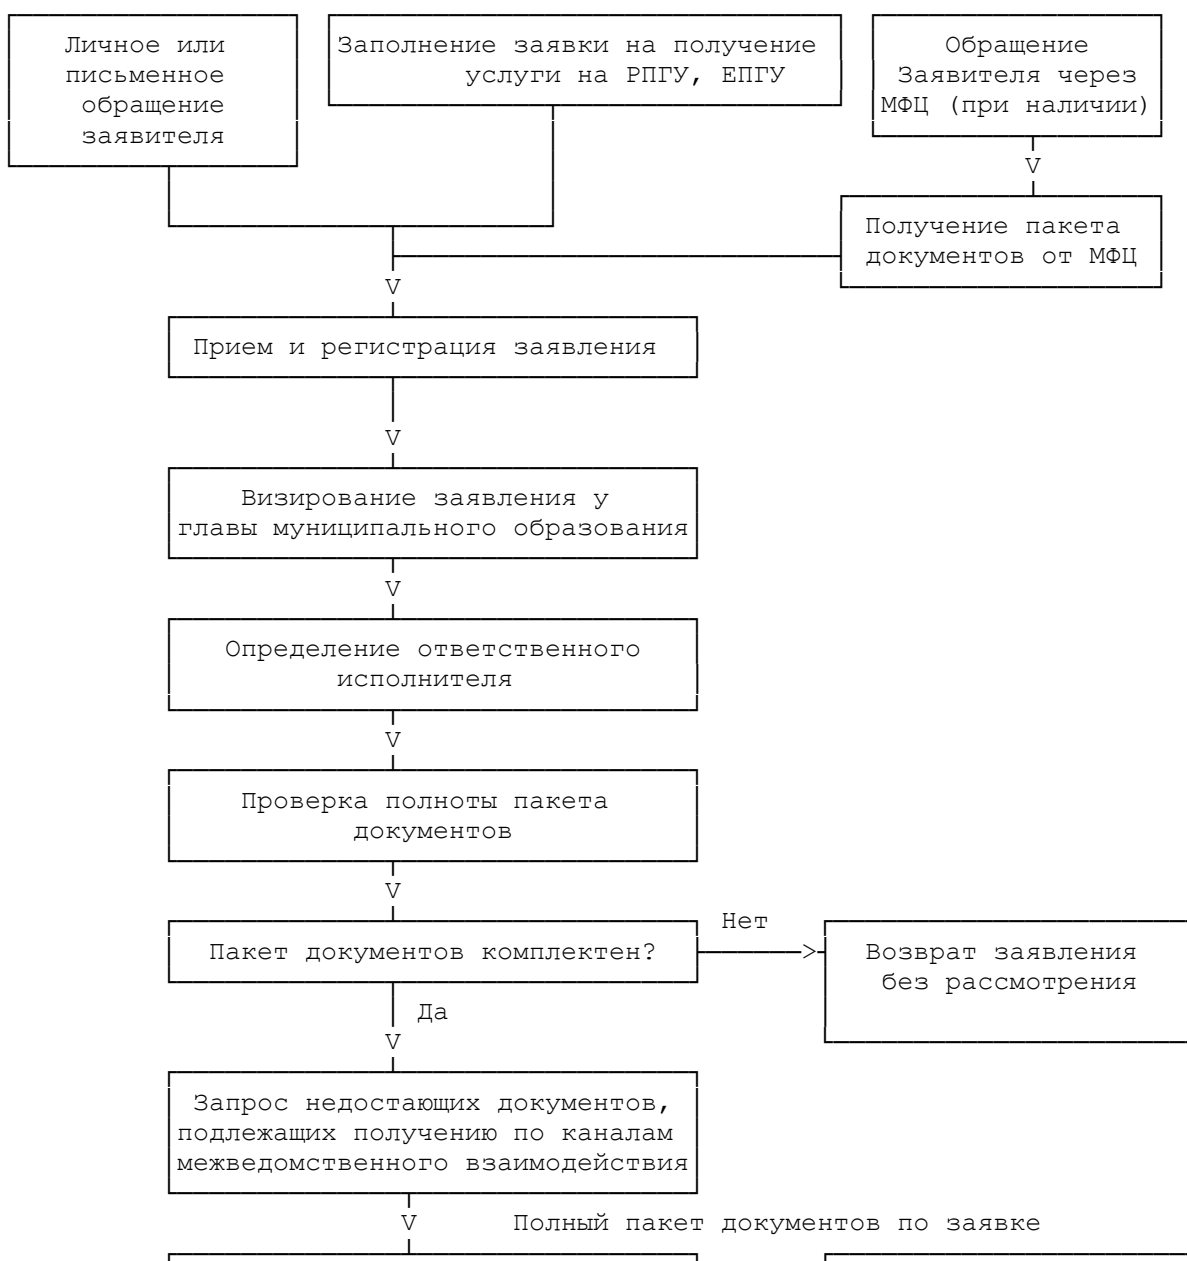 Личное или
письменное
обращение
заявителя
Заполнение заявки на получение
услуги на РПГУ, ЕПГУ
Обращение
Заявителя через
МФЦ (при наличии)
V
Получение пакета
документов от МФЦ
V
Прием и регистрация заявления
V
Визирование заявления у
главы муниципального образования
V
Определение ответственного
исполнителя
V
Проверка полноты пакета
документов
V
Пакет документов комплектен?
Нет
>
Возврат заявления
без рассмотрения
Да
V
Запрос недостающих документов,
подлежащих получению по каналам
межведомственного взаимодействия
V
Полный пакет документов по заявке